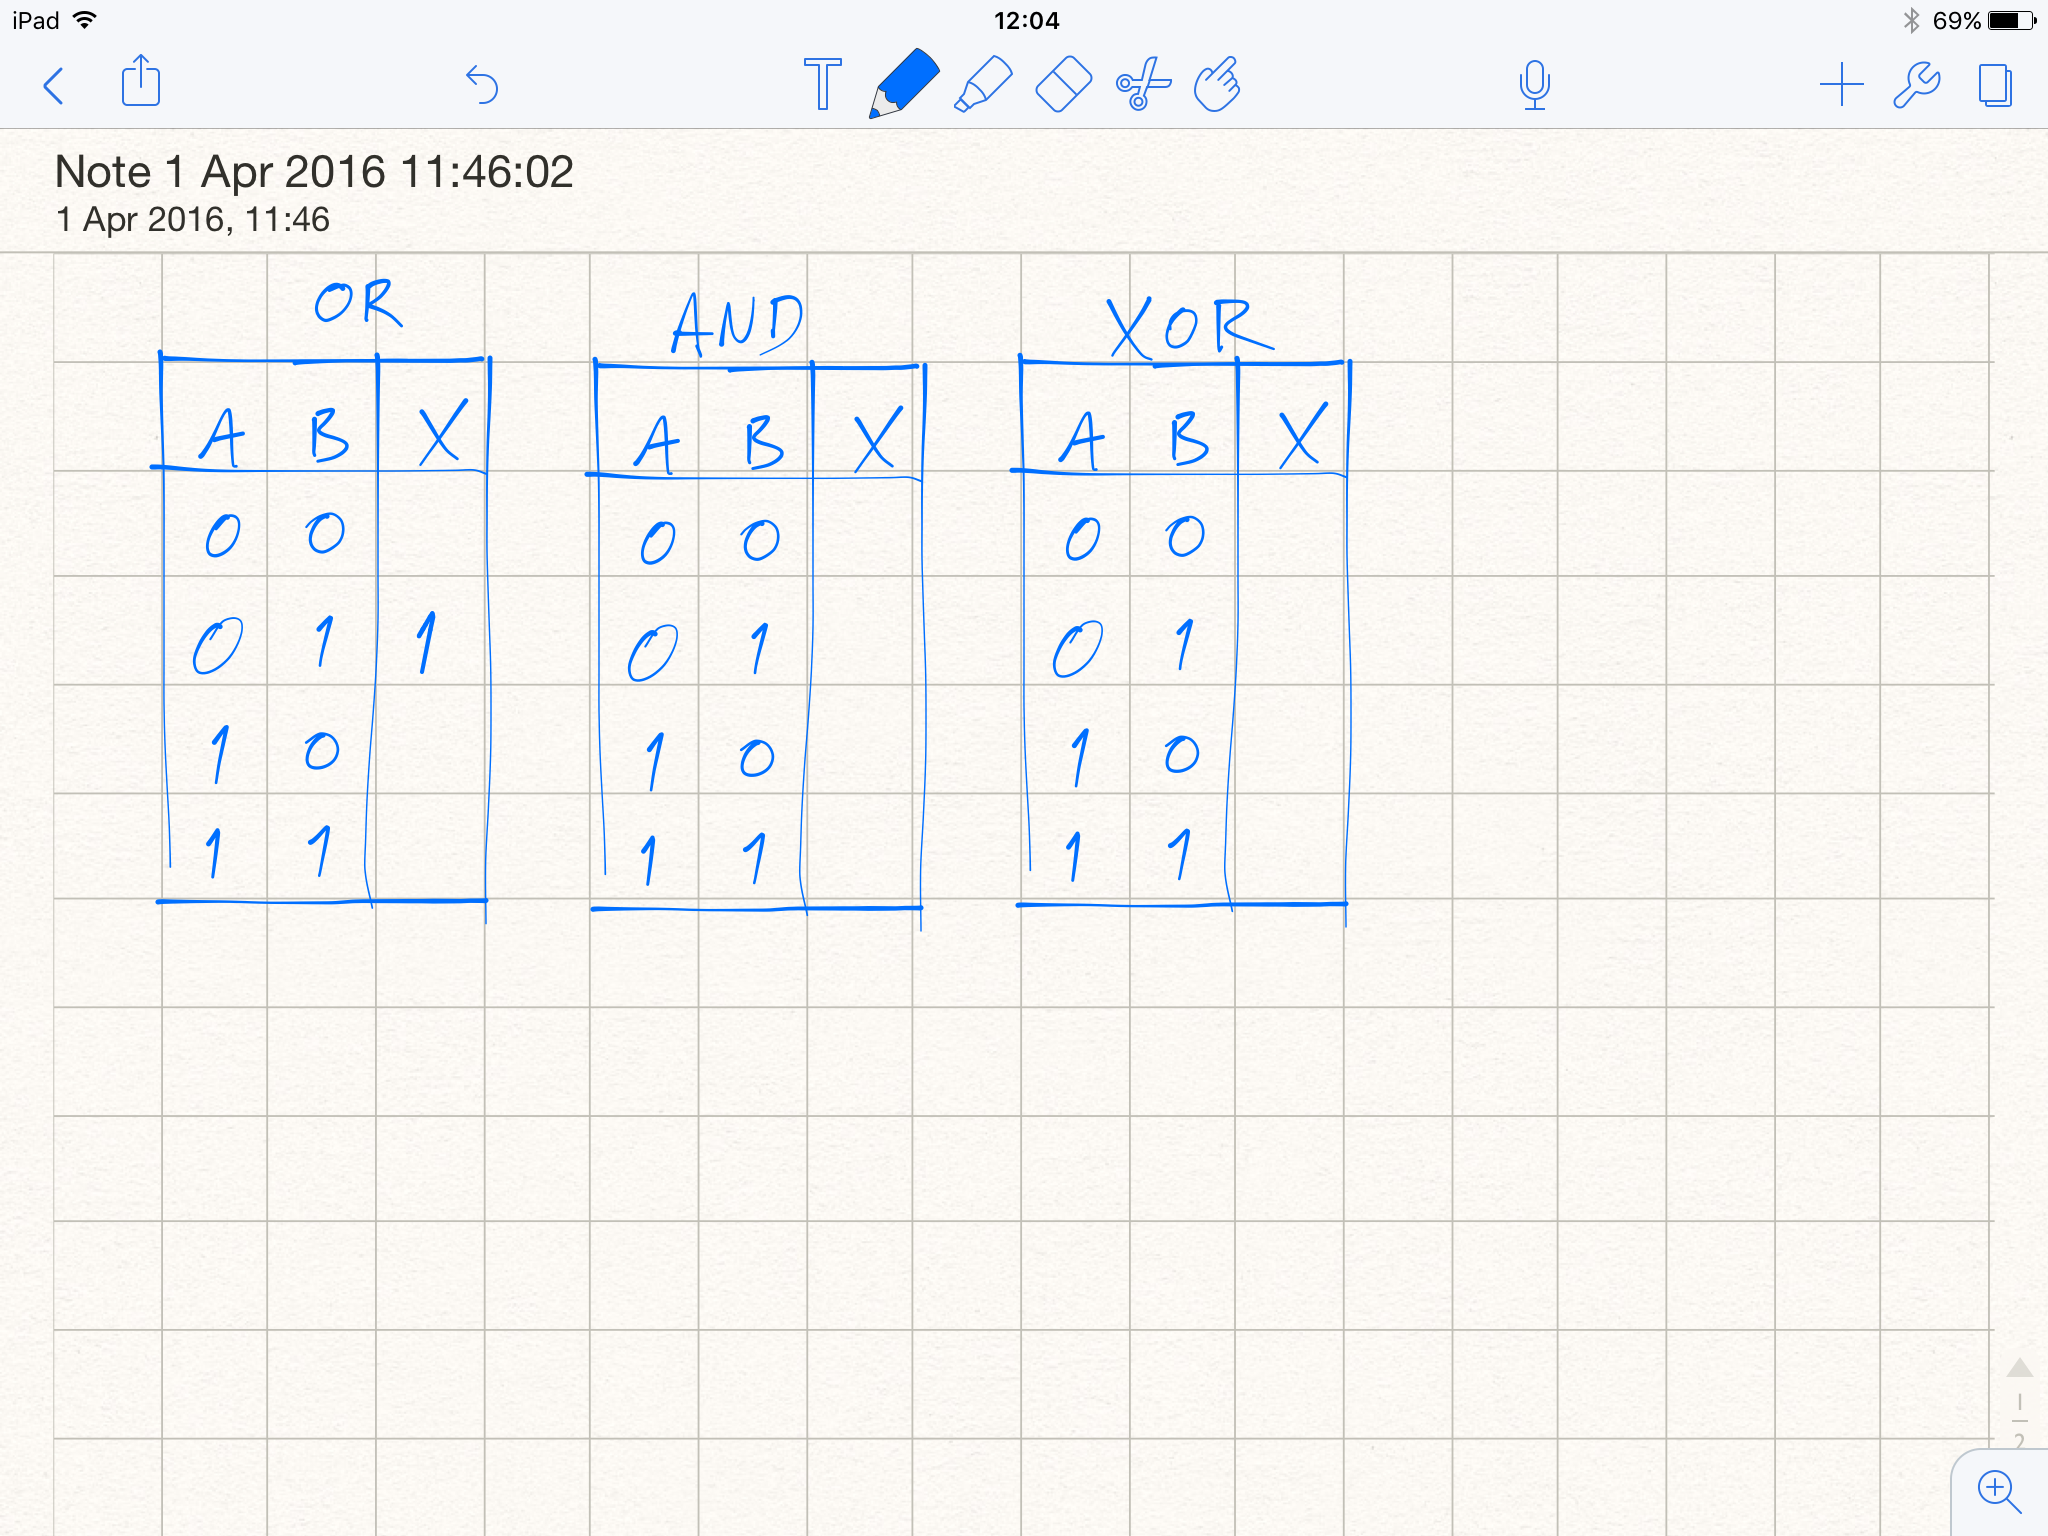 iPad 12:04 69%
T
Note 1 Apr 2016 11:46:02
1 Apr 2016, 11:46
OR AND XOR
A B X A B X A B X
0 0 0 0 0 0
0 1 1 0 1 0 1
1 0 1 0 1 0
1 1 1 1 1 1
1
2